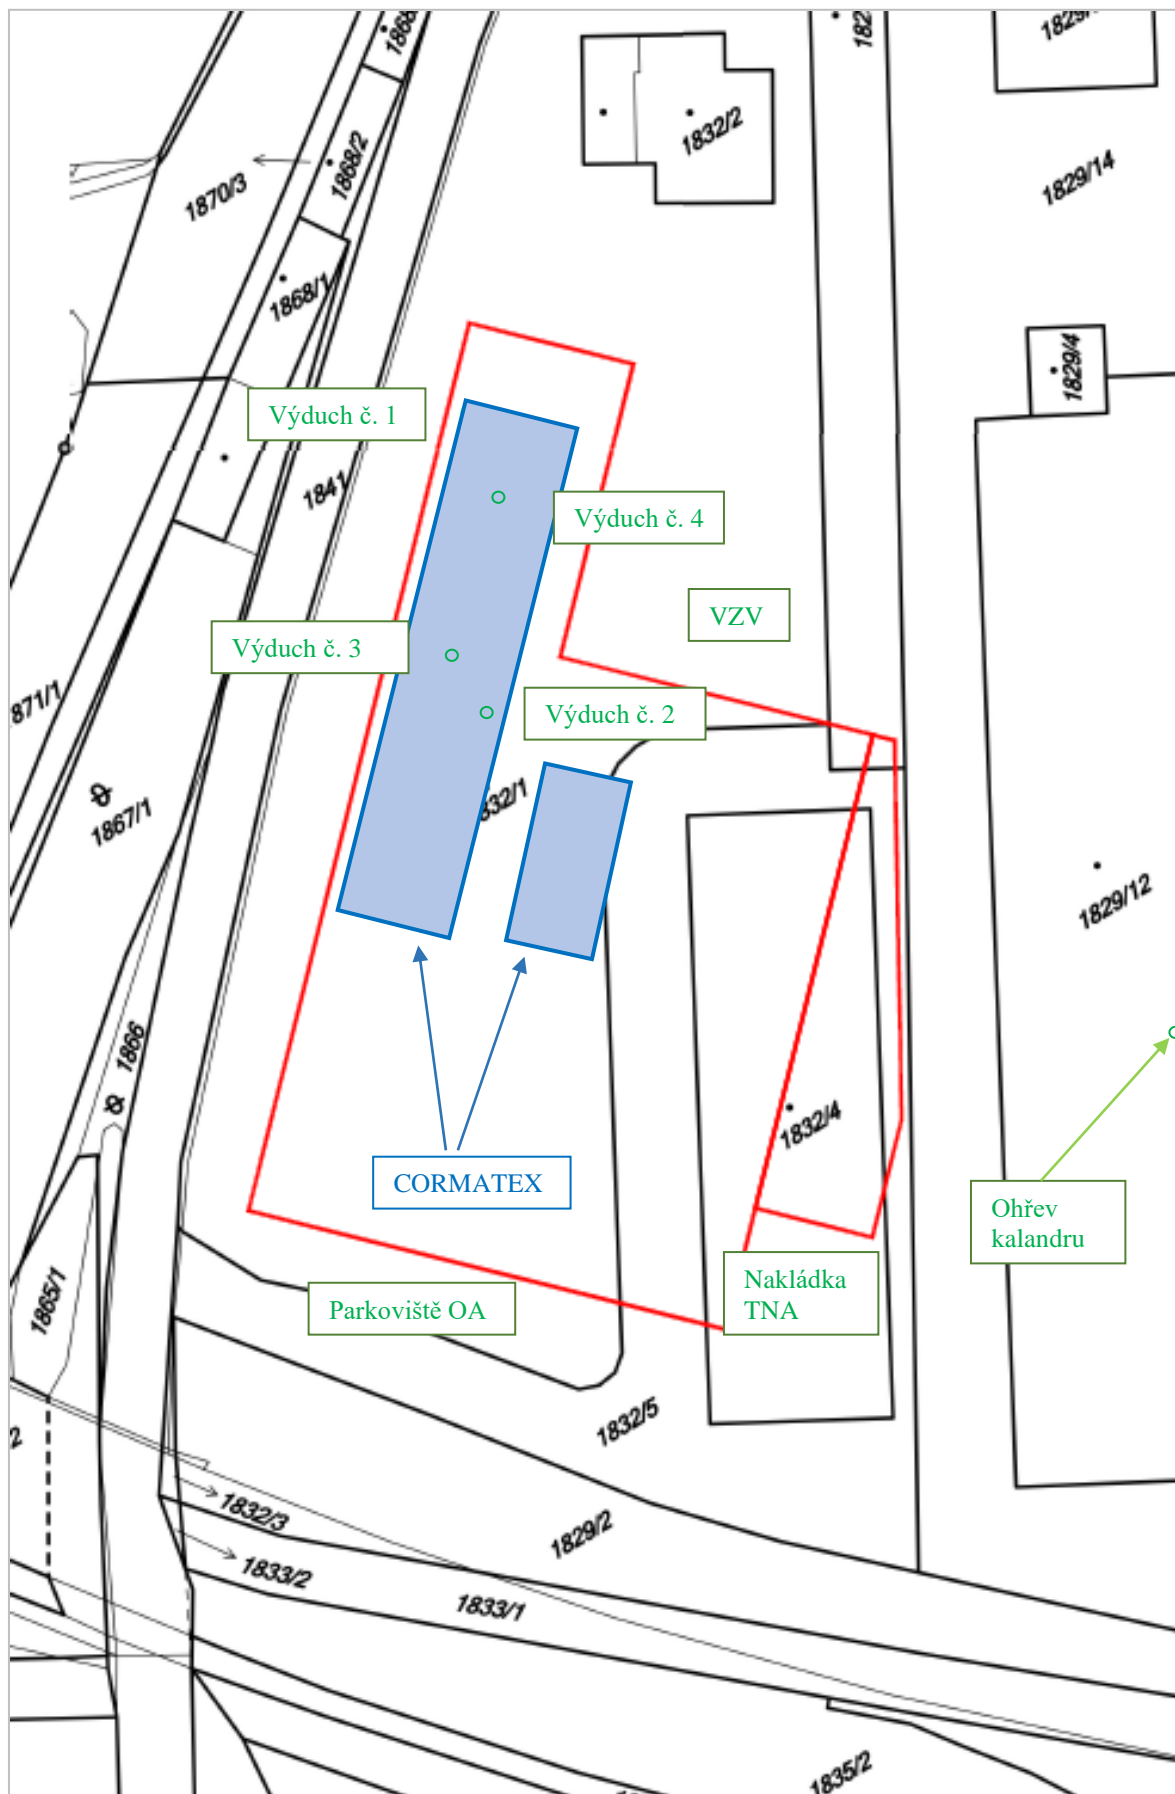 1832/2
1829/14
1868/2
1870/3
1868/1
1829/4
Výduch č. 1
1841
Výduch č. 4
VZV
Výduch č. 3
871/1
Výduch č. 2
332/1
1867/1
1829/12
1866
1832/4
CORMATEX
Ohřev
kalandru
Nakládka
TNA
Parkoviště OA
1865/1
1832/5
1832/3
1829/2
1833/2
1833/1
1835/2